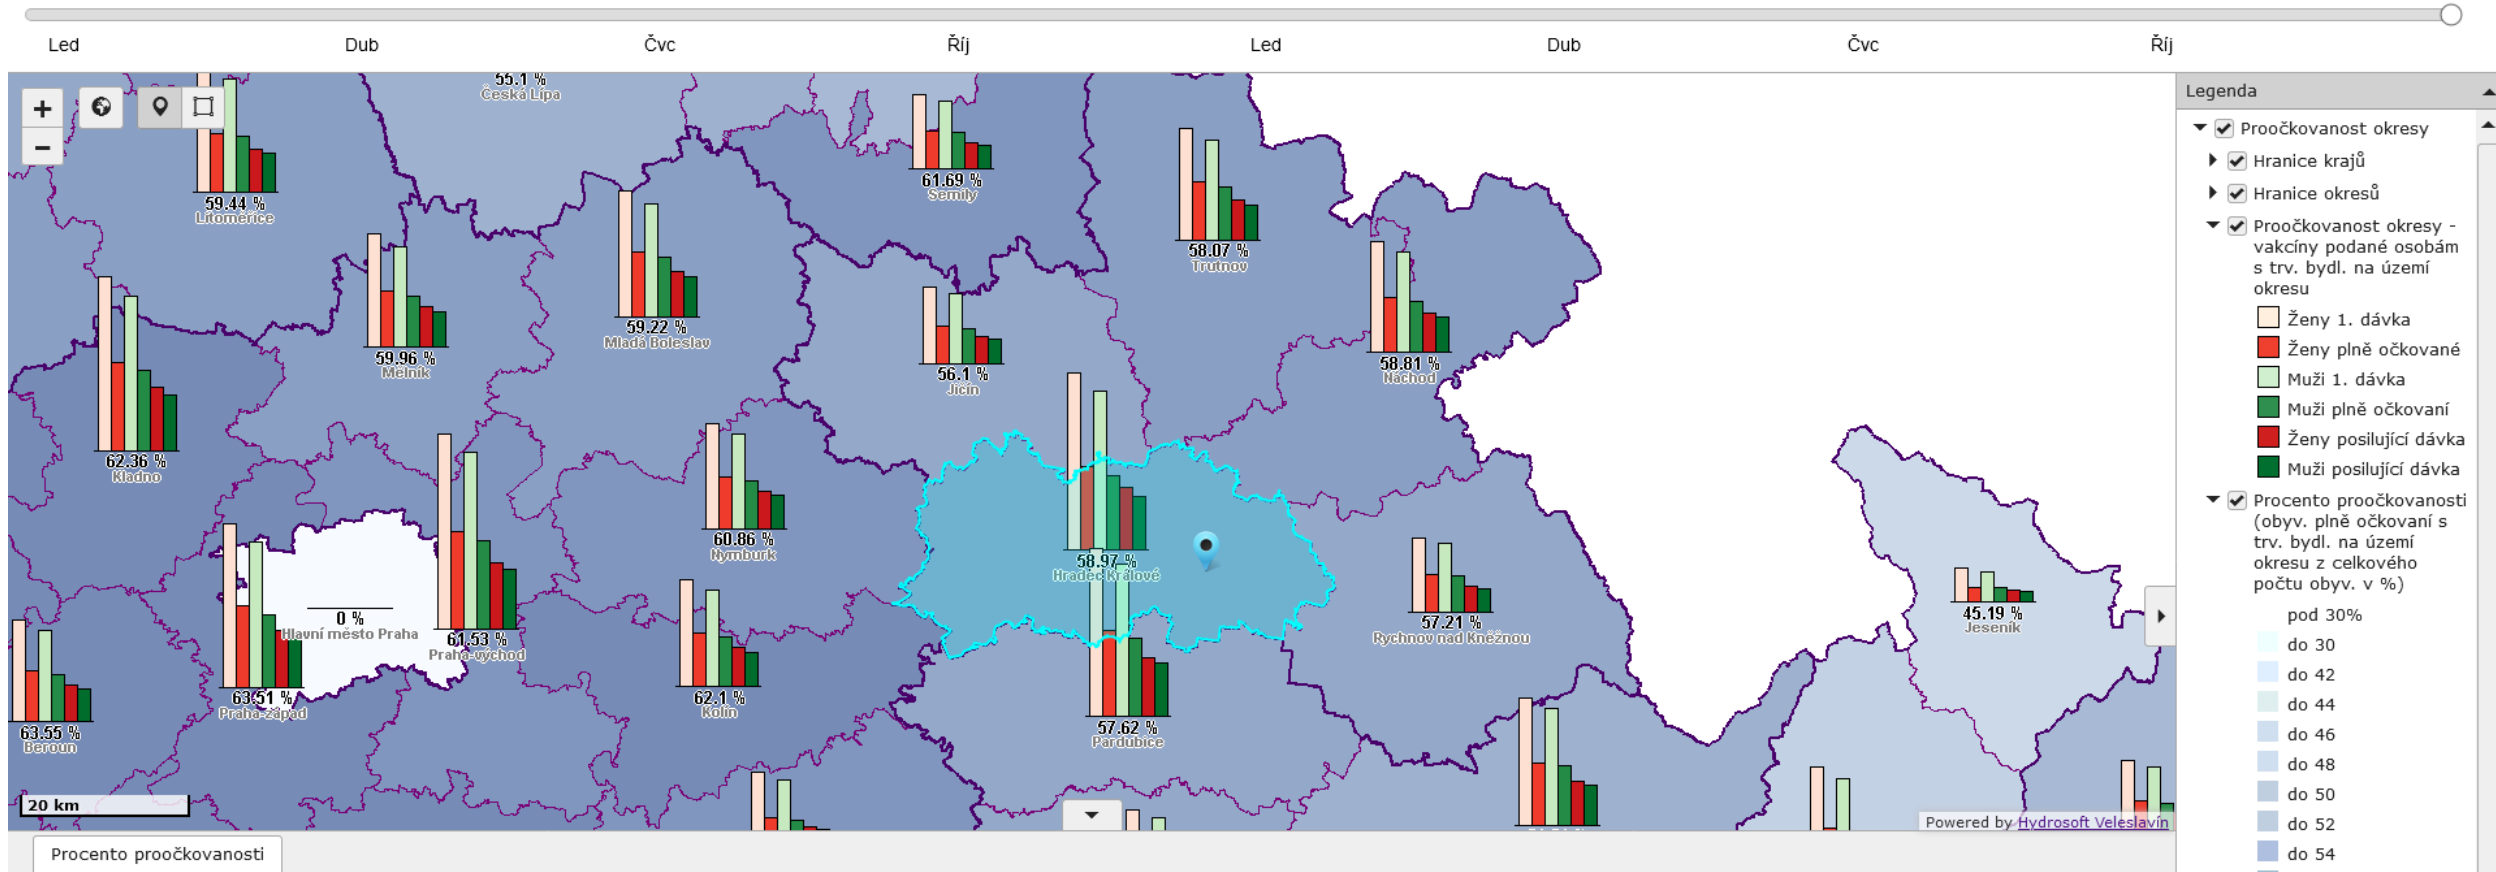 Led
Dub
Čvc
Říj
Led
Dub
Čvc
Říj
55.1 %
Česká Lípa
59.44 %
Litoměřice
61.69 %
Semily
58.07 %
Trutnov
59.22 %
Mladá Boleslav
59.96 %
Mělník
56.1 %
Jičín
58.81 %
Náchod
62.36 %
Kladno
60.86 %
Nymburk
58.97 %
Hradec Králové
0 %
Hlavní město Praha
61.53 %
Praha-východ
57.21 %
Rychnov nad Kněžnou
45.19 %
Jeseník
63.51 %
Praha-západ
62.1 %
Kolín
63.55 %
Beroun
57.62 %
Pardubice
20 km
Powered by Hydrosoft Veleslavín
Procento proočkovanosti
Legenda
Proočkovanost okresy
Hranice krajů
Hranice okresů
Proočkovanost okresy -
vakcíny podané osobám
s trv. bydl. na území
okresu
Ženy 1. dávka
Ženy plně očkované
Muži 1. dávka
Muži plně očkovaní
Ženy posilující dávka
Muži posilující dávka
Procento proočkovanosti
(obyv. plně očkovaní s
trv. bydl. na území
okresu z celkového
počtu obyv. v %)
pod 30%
do 30
do 42
do 44
do 46
do 48
do 50
do 52
do 54